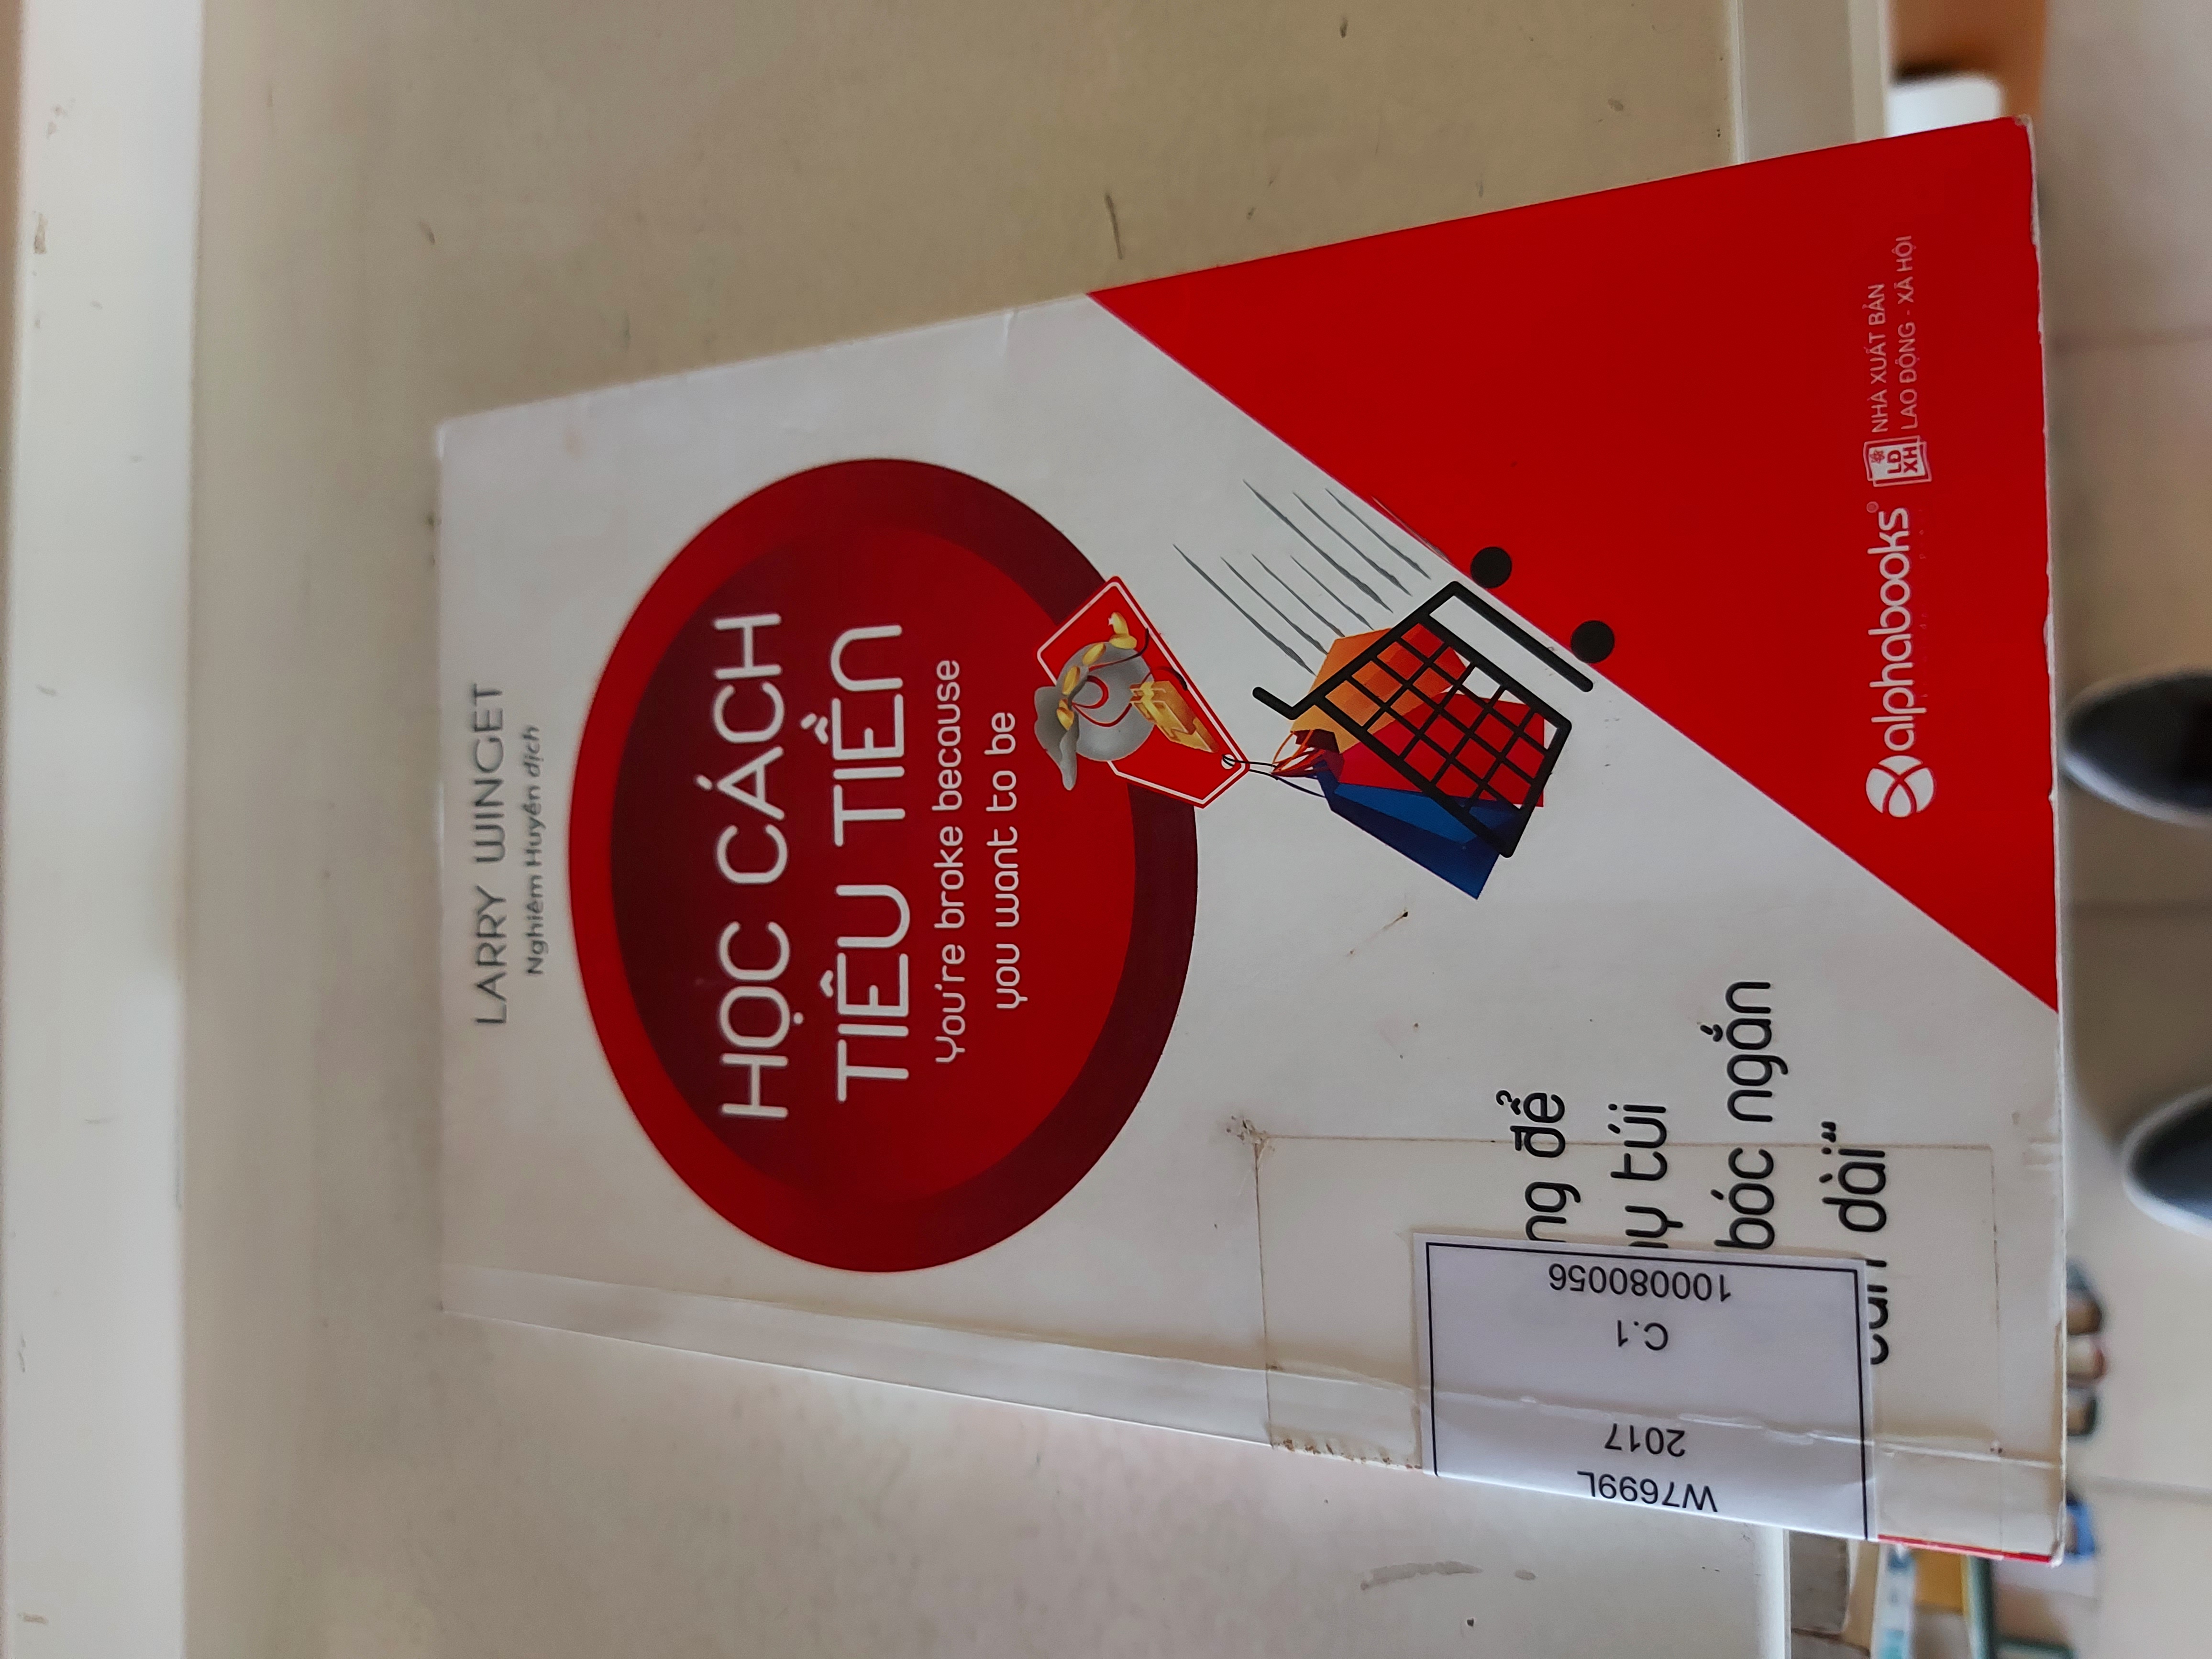 LARRY WINGET
Nghiêm Huyền dịch
HỌC CÁCH
TIÊU TIỀN
You're broke because
you want to be
ng để
túi
bóc ngắn
dài“
W7699L
2017
C.1
100080056
alphabooks®
LĐ
XH
NHÀ XUẤT BẢN
LAO ĐỘNG - XÃ HỘI